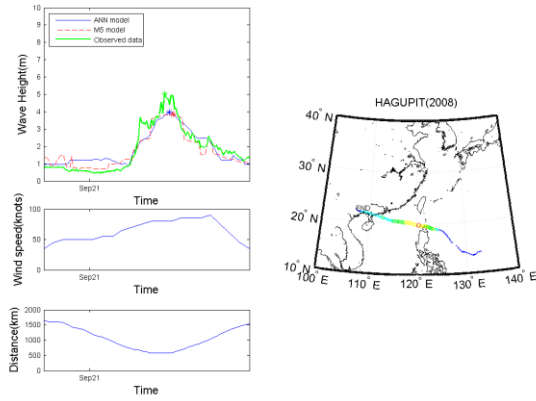 ANN model
M5 model
Observed data
Wave Height(m)
10
9
8
7
6
5
4
3
2
1
0
Sep21
Time
Wind speed(knots)
100
50
0
Sep21
Time
Distance(km)
2000
1500
1000
500
0
Sep21
Time
HAGUPIT(2008)
40° N
30° N
20° N
10° N
100° E
110° E
120° E
130° E
140° E